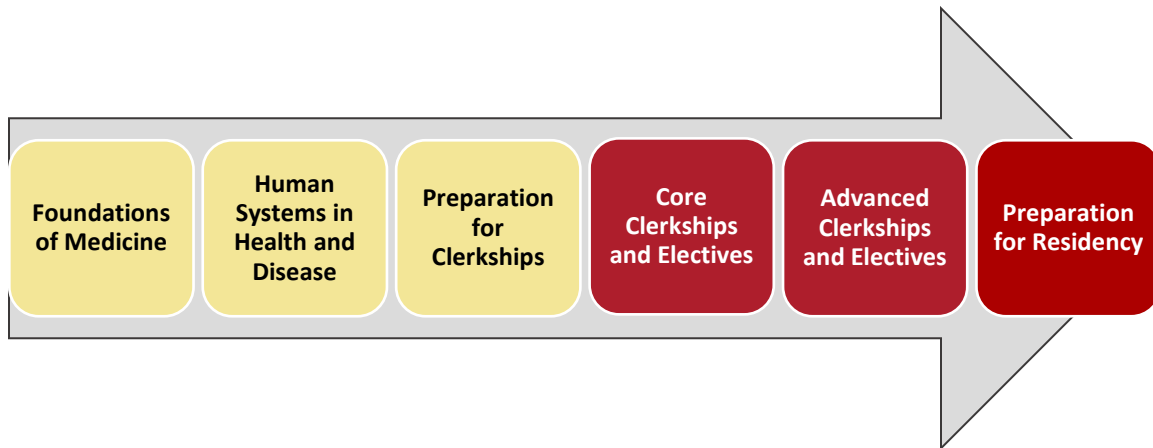 Foundations
of Medicine
Human
Systems in
Health and
Disease
Preparation
for
Clerkships
Core
Clerkships
and Electives
Advanced
Clerkships
and Electives
Preparation
for Residency